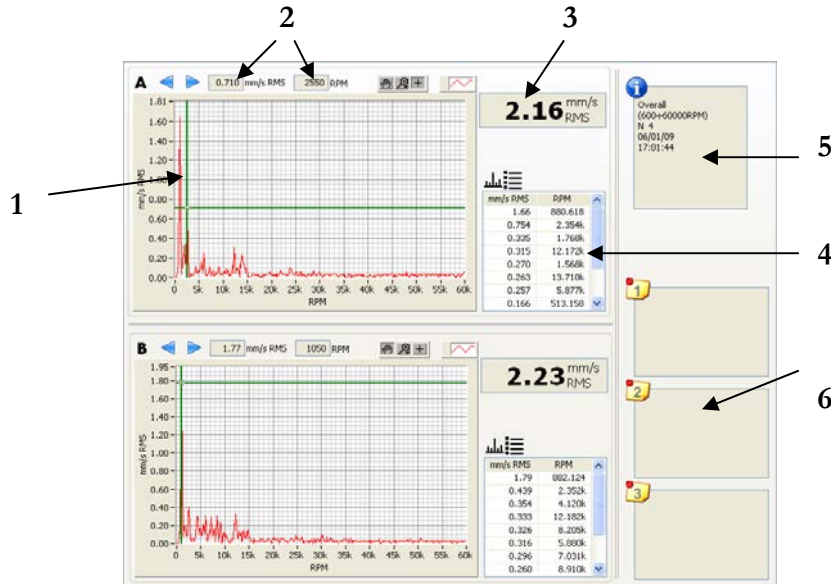 2
3
A 0.710 mm/s RMS 2550 RPM
2.16 mm/s RMS
1.81
1.60
1.40
1.20
1.00
0.80
0.60
0.40
0.20
0.00
mm/s RMS
0 5k 10k 15k 20k 25k 30k 35k 40k 45k 50k 55k 60k
RPM
1
mm/s RMS RPM
1.66 880.618
0.754 2.354k
0.335 1.768k
0.315 12.172k
0.270 1.568k
0.263 13.710k
0.257 5.877k
0.166 513.158
Overall
(600÷60000RPM)
N 4
06/01/09
17:01:44
5
4
1
B 1.77 mm/s RMS 1050 RPM
2.23 mm/s RMS
1.95
1.80
1.60
1.40
1.20
1.00
0.80
0.60
0.40
0.20
0.00
mm/s RMS
0 5k 10k 15k 20k 25k 30k 35k 40k 45k 50k 55k 60k
RPM
mm/s RMS RPM
1.79 882.124
0.439 2.352k
0.354 4.120k
0.333 12.182k
0.326 8.205k
0.316 5.880k
0.296 7.031k
0.260 8.910k
2
6
3